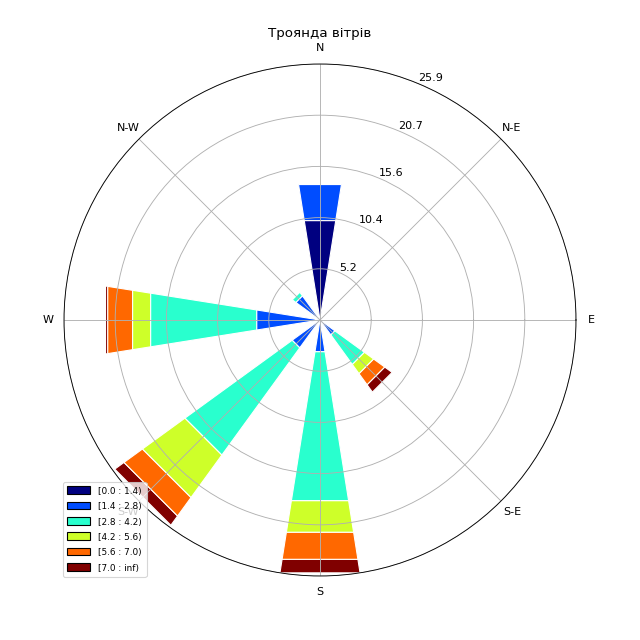 Троянда вітрів
N
25.9
N-W
N-E
20.7
15.6
10.4
5.2
W
E
[0.0 : 1.4)
[1.4 : 2.8)
S-W
S-E
[2.8 : 4.2)
[4.2 : 5.6)
[5.6 : 7.0)
[7.0 : inf)
S